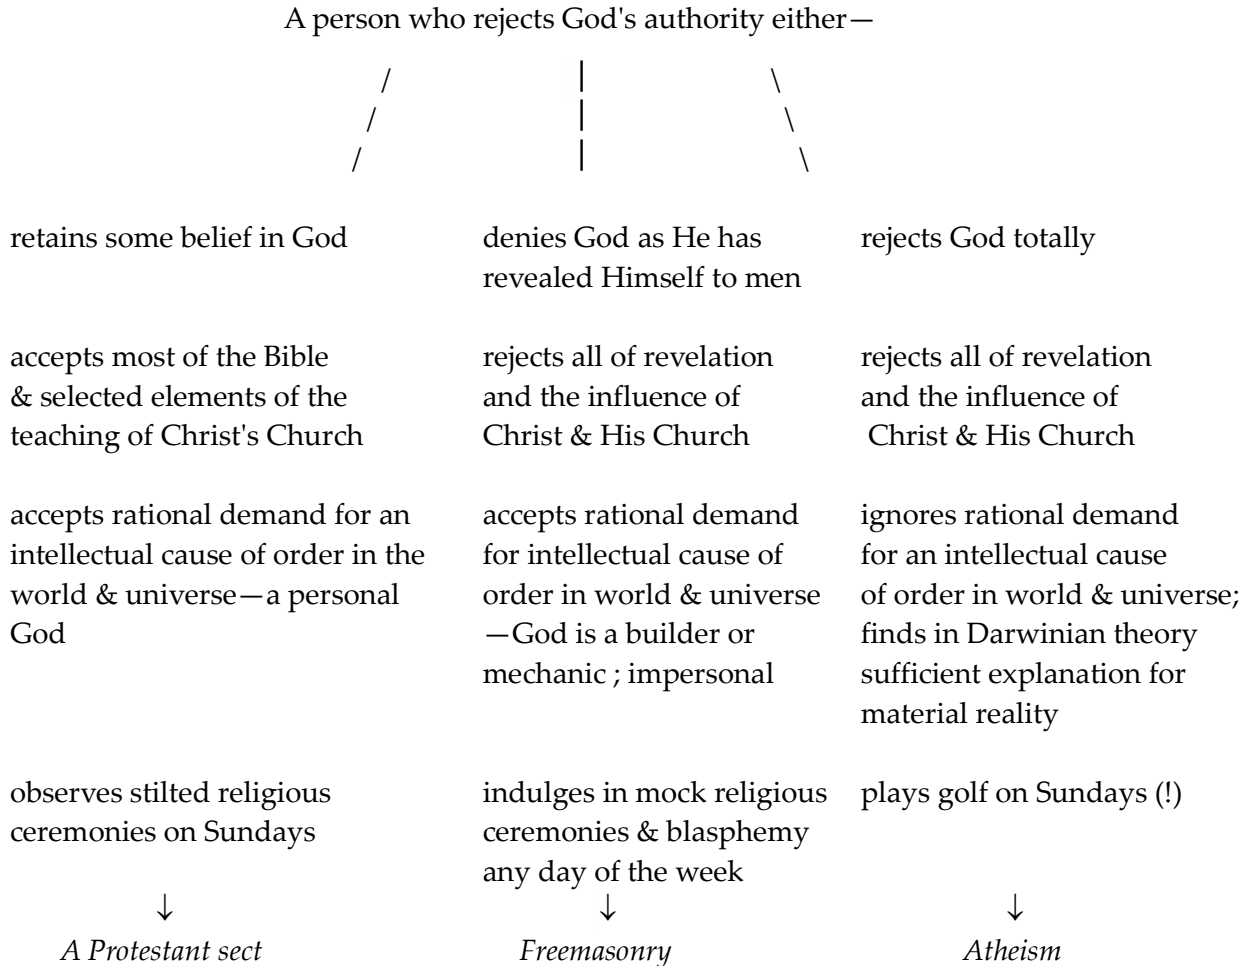 A person who rejects God's authority either—
/ | \
/ | \
/ | \
retains some belief in God
accepts most of the Bible
& selected elements of the
teaching of Christ's Church
accepts rational demand for an
intellectual cause of order in the
world & universe—a personal
God
observes stilted religious
ceremonies on Sundays
↓
A Protestant sect
denies God as He has
revealed Himself to men
rejects all of revelation
and the influence of
Christ & His Church
accepts rational demand
for intellectual cause of
order in world & universe
—God is a builder or
mechanic ; impersonal
indulges in mock religious
ceremonies & blasphemy
any day of the week
↓
Freemasonry
rejects God totally
rejects all of revelation
and the influence of
Christ & His Church
ignores rational demand
for an intellectual cause
of order in world & universe;
finds in Darwinian theory
sufficient explanation for
material reality
plays golf on Sundays (!)
↓
Atheism